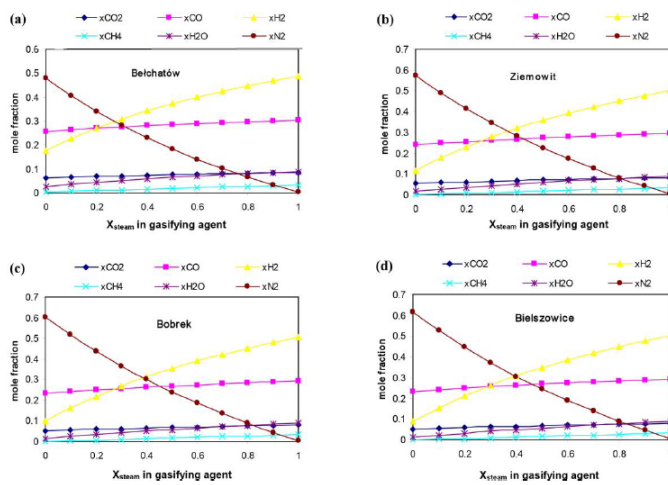 (a)
xCO2 xCO xH2
xCH4 xH2O xN2
Bełchatów
mole fraction
0.6
0.5
0.4
0.3
0.2
0.1
0
0 0.2 0.4 0.6 0.8 1
Xsteam in gasifying agent
(b)
xCO2 xCO xH2
xCH4 xH2O xN2
Ziemowit
mole fraction
0.7
0.6
0.5
0.4
0.3
0.2
0.1
0
0 0.2 0.4 0.6 0.8
Xsteam in gasifying agent
(c)
xCO2 xCO xH2
xCH4 xH2O xN2
Bobrek
mole fraction
0.7
0.6
0.5
0.4
0.3
0.2
0.1
0
0 0.2 0.4 0.6 0.8 1
Xsteam in gasifying agent
(d)
xCO2 xCO xH2
xCH4 xH2O xN2
Bielszowice
mole fraction
0.7
0.6
0.5
0.4
0.3
0.2
0.1
0
0 0.2 0.4 0.6 0.8
Xsteam in gasifying agent